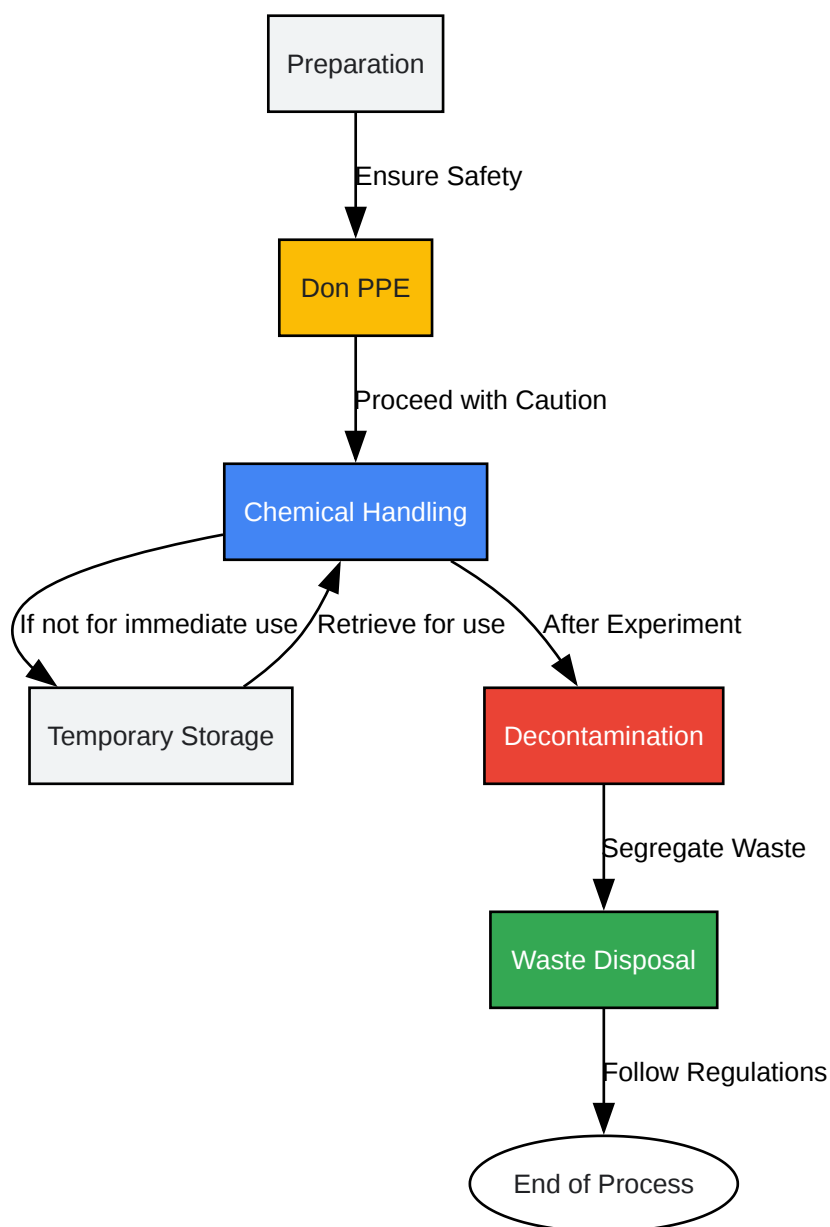 Preparation
Ensure Safety
Don PPE
Proceed with Caution
Chemical Handling
If not for immediate use
Retrieve for use
After Experiment
Temporary Storage
Decontamination
Segregate Waste
Waste Disposal
Follow Regulations
End of Process